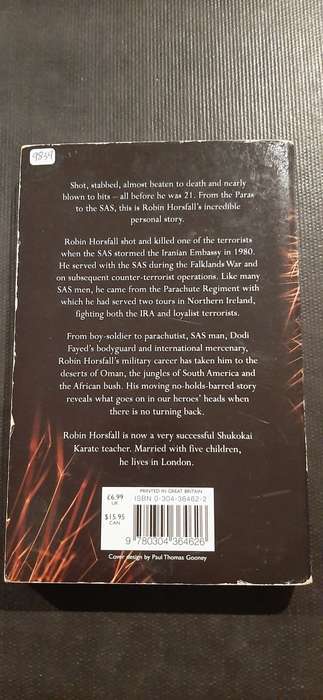 9834
Shot, stabbed, almost beaten to death and nearly
blown to bits – all before he was 21. From the Paras
to the SAS, this is Robin Horsfall's incredible
personal story.
Robin Horsfall shot and killed one of the terrorists
when the SAS stormed the Iranian Embassy in 1980.
He served with the SAS during the Falklands War and
on subsequent counter-terrorist operations. Like many
SAS men, he came from the Parachute Regiment with
which he had served two tours in Northern Ireland,
fighting both the IRA and loyalist terrorists.
From boy-soldier to parachutist, SAS man, Dodi
Fayed's bodyguard and international mercenary,
Robin Horsfall's military career has taken him to the
deserts of Oman, the jungles of South America and
the African bush. His moving no-holds-barred story
reveals what goes on in our heroes' heads when
there is no turning back.
Robin Horsfall is now a very successful Shukokai
Karate teacher. Married with five children,
he lives in London.
PRINTED IN GREAT BRITAIN
£6.99
UK
ISBN 0-304-36462-2
$15.95
CAN
9 780304 364626
Cover design by Paul Thomas Gooney